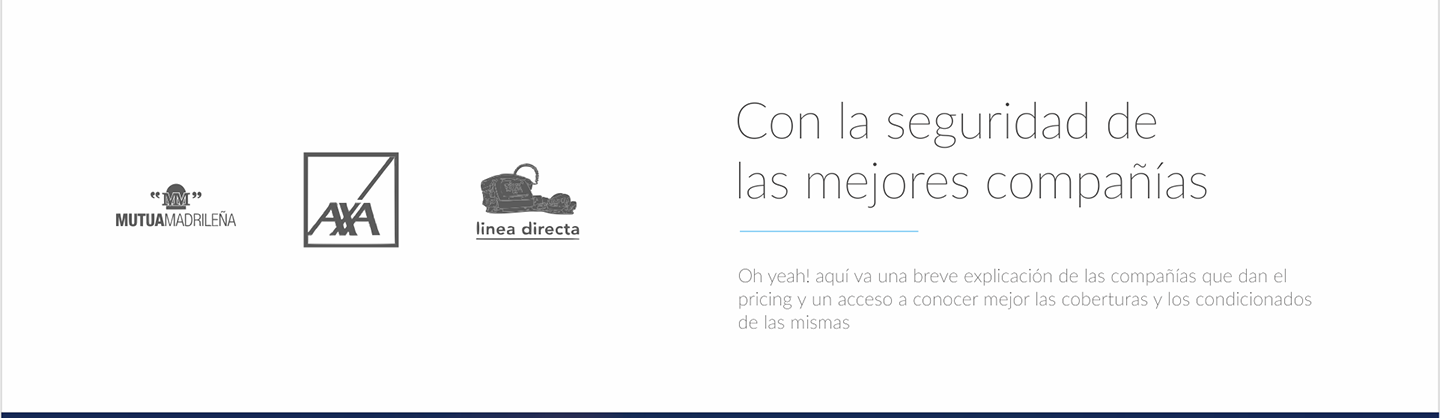 "MM"
MUTUAMADRILEÑA
AXA
linea directa
Con la seguridad de
las mejores compañías
Oh yeah! aquí va una breve explicación de las compañías que dan el
pricing y un acceso a conocer mejor las coberturas y los condicionados
de las mismas